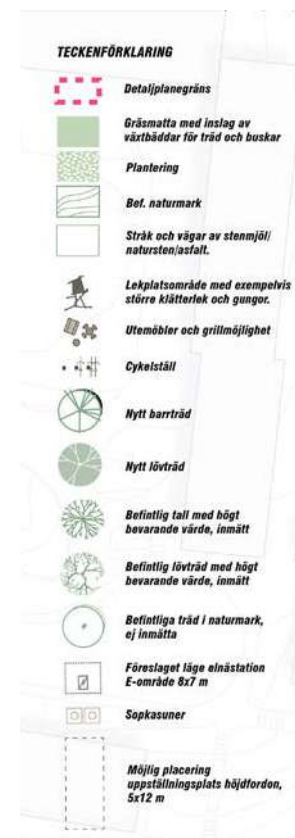 TECKENFÖRKLARING
Detaljplanegräns
Gräsmatta med inslag av
växtbäddar för träd och buskar
Plantering
Bef. naturmark
Stråk och vägar av stenmjöl/
natursten/asfalt.
Lekplatsområde med exempelvis
större klätterlek och gungor.
Utemöbler och grillmöjlighet
Cykelställ
Nytt barrträd
Nytt lövträd
Befintlig tall med högt
bevarande värde, inmätt
Befintlig lövträd med högt
bevarande värde, inmätt
Befintliga träd i naturmark,
ej inmätta
Föreslaget läge elnästation
E-område 8x7 m
Sopkasuner
Möjlig placering
uppställningsplats höjdfordon,
5x12 m